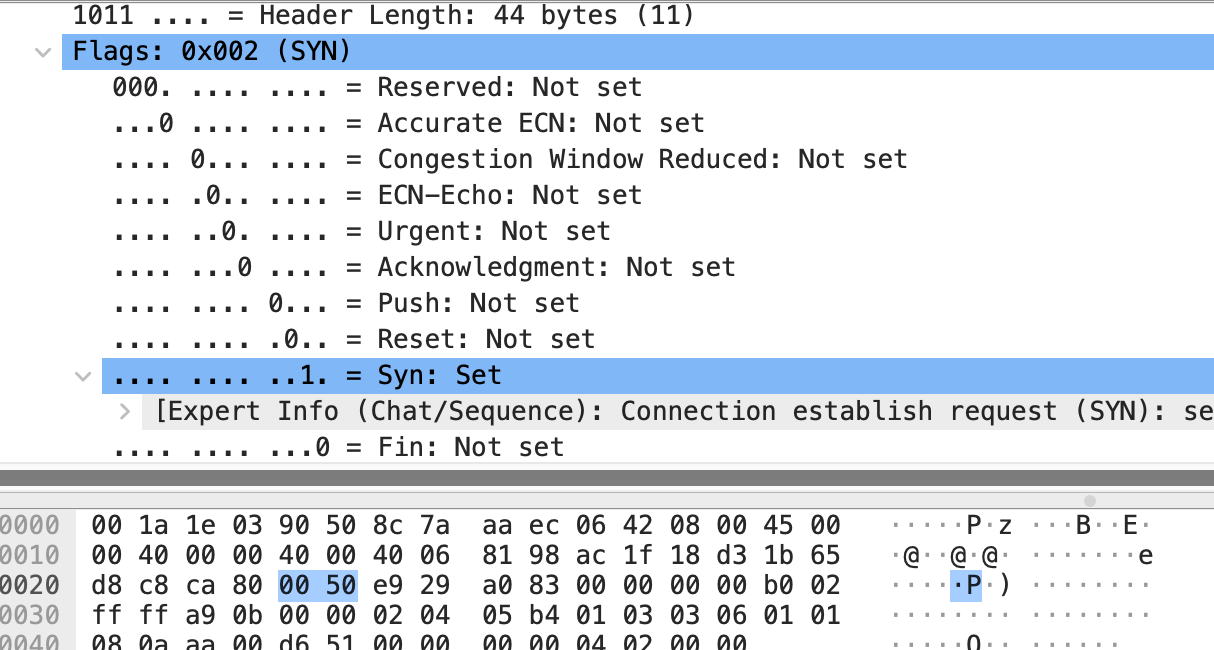 1011 .... = Header Length: 44 bytes (11)
Flags: 0x002 (SYN)
000. .... .... = Reserved: Not set
...0 .... .... = Accurate ECN: Not set
.... 0... .... = Congestion Window Reduced: Not set
.... .0.. .... = ECN-Echo: Not set
.... ..0. .... = Urgent: Not set
.... ...0 .... = Acknowledgment: Not set
.... .... 0... = Push: Not set
.... .... .0.. = Reset: Not set
.... .... ..1. = Syn: Set
[Expert Info (Chat/Sequence): Connection establish request (SYN): se
.... .... ...0 = Fin: Not set
0000 00 1a 1e 03 90 50 8c 7a aa ec 06 42 08 00 45 00 ·····P·z ···B··E·
0010 00 40 00 00 40 00 40 06 81 98 ac 1f 18 d3 1b 65 ·@··@·@· ·······e
0020 d8 c8 ca 80 00 50 e9 29 a0 83 00 00 00 00 b0 02 ·····P·) ········
0030 ff ff a9 0b 00 00 02 04 05 b4 01 03 03 06 01 01 ········ ········
0040 08 0a aa 00 d6 51 00 00 00 00 04 02 00 00 ·····Q·· ······